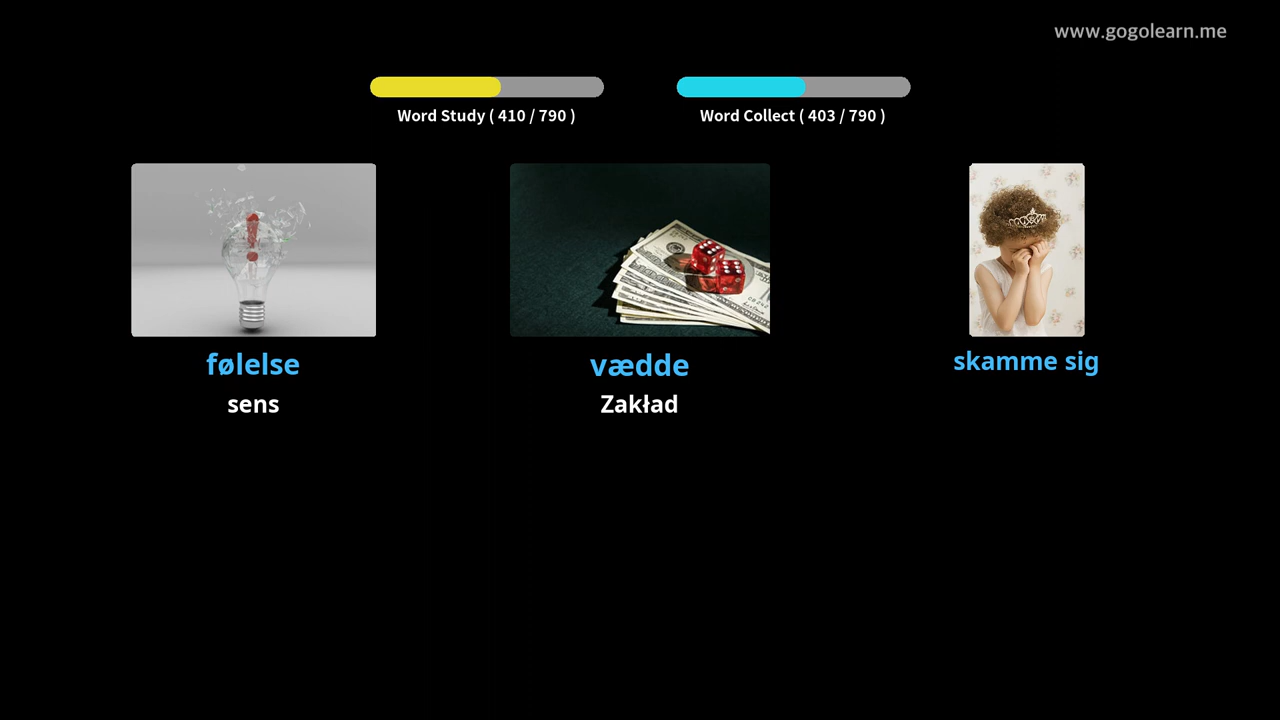 www.gogolearn.me
Word Study ( 410 / 790 )
Word Collect ( 403 / 790 )
følelse
vædde
skamme sig
sens
Zakład